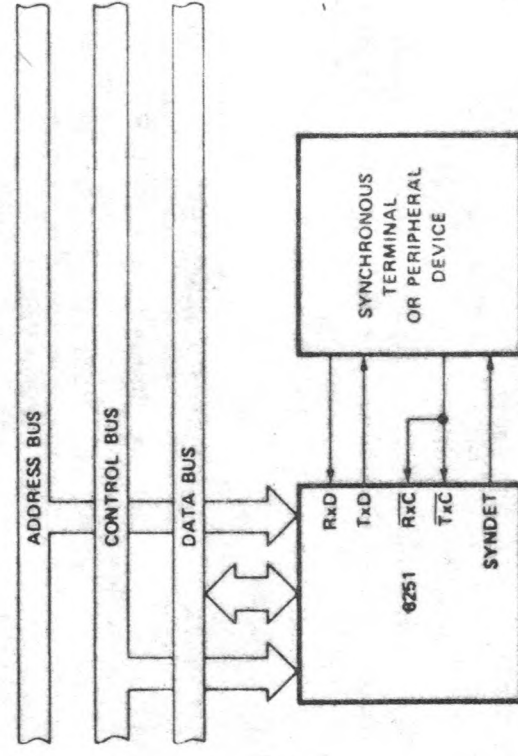 ADDRESS BUS
CONTROL BUS
DATA BUS
SYNCHRONOUS
TERMINAL
OR PERIPHERAL
DEVICE
8251
RxD
TxD
RxC
TxC
SYNDET